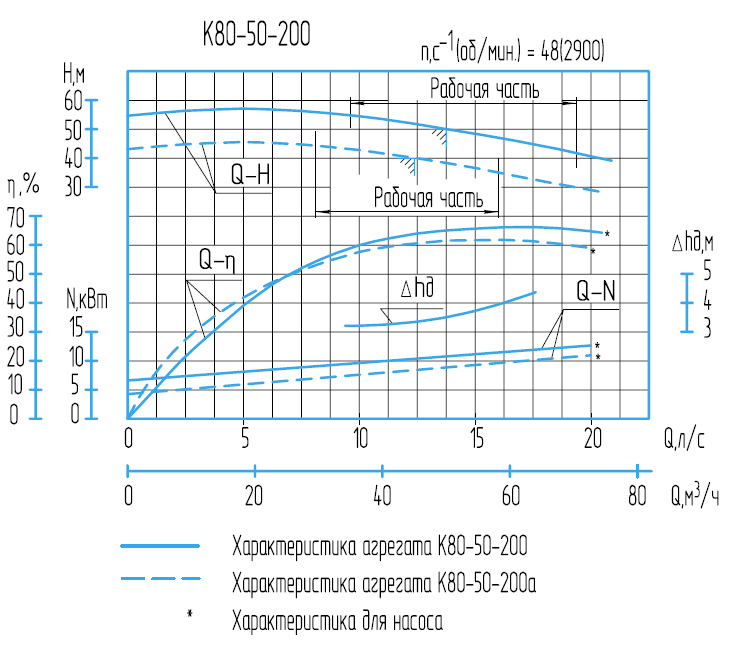 К80-50-200
n,с⁻¹(об/мин.) = 48(2900)
H,м
Рабочая часть
60
50
40
30
Q-H
η,%
Рабочая часть
70
60
50
40
30
20
10
0
Q-η
Δhд,м
5
4
3
N,кВт
15
10
5
0
Δhд
Q-N
*
*
*
*
0
5
10
15
20
Q,л/с
0
20
40
60
80
Q,м³/ч
Характеристика агрегата К80-50-200
Характеристика агрегата К80-50-200а
* Характеристика для насоса